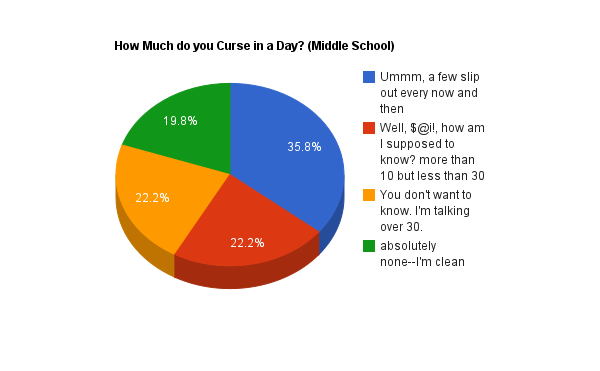 How Much do you Curse in a Day? (Middle School)
19.8%
35.8%
22.2%
22.2%
Ummm, a few slip
out every now and
then
Well, $@i!, how am
I supposed to
know? more than
10 but less than 30
You don't want to
know. I'm talking
over 30.
absolutely
none--I'm clean